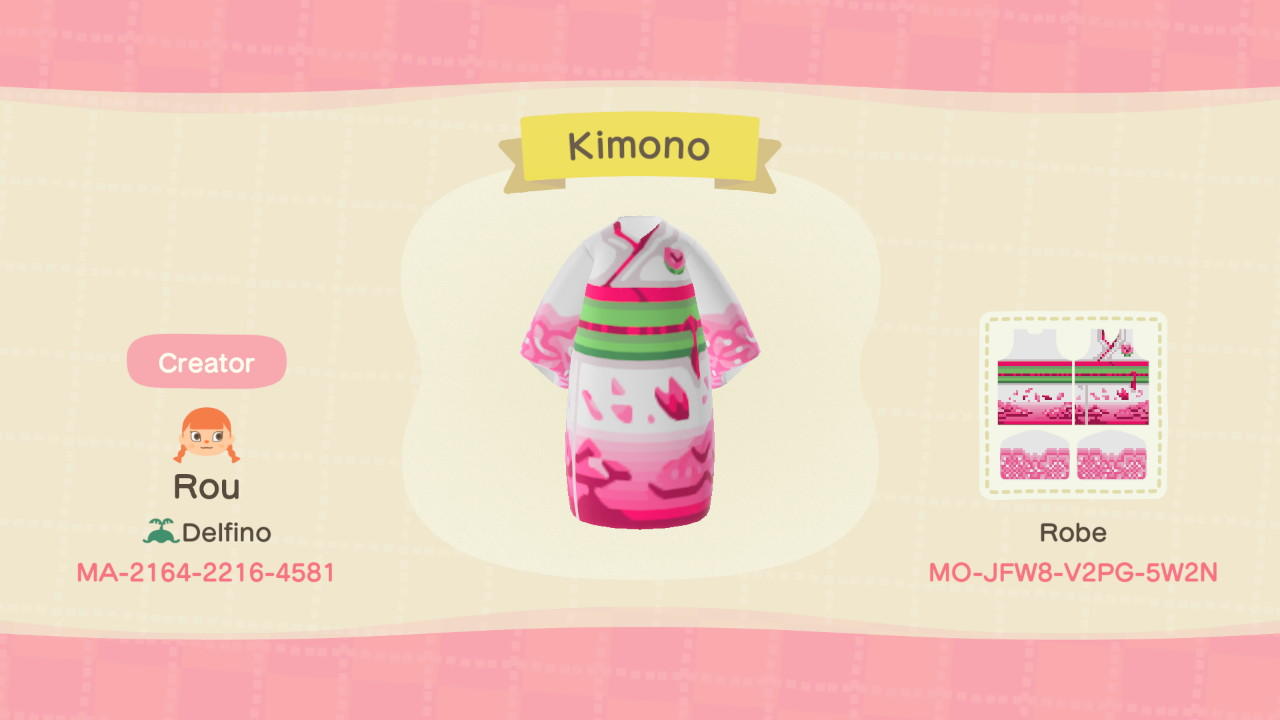 Kimono
Creator
Rou
Delfino
MA-2164-2216-4581
Robe
MO-JFW8-V2PG-5W2N